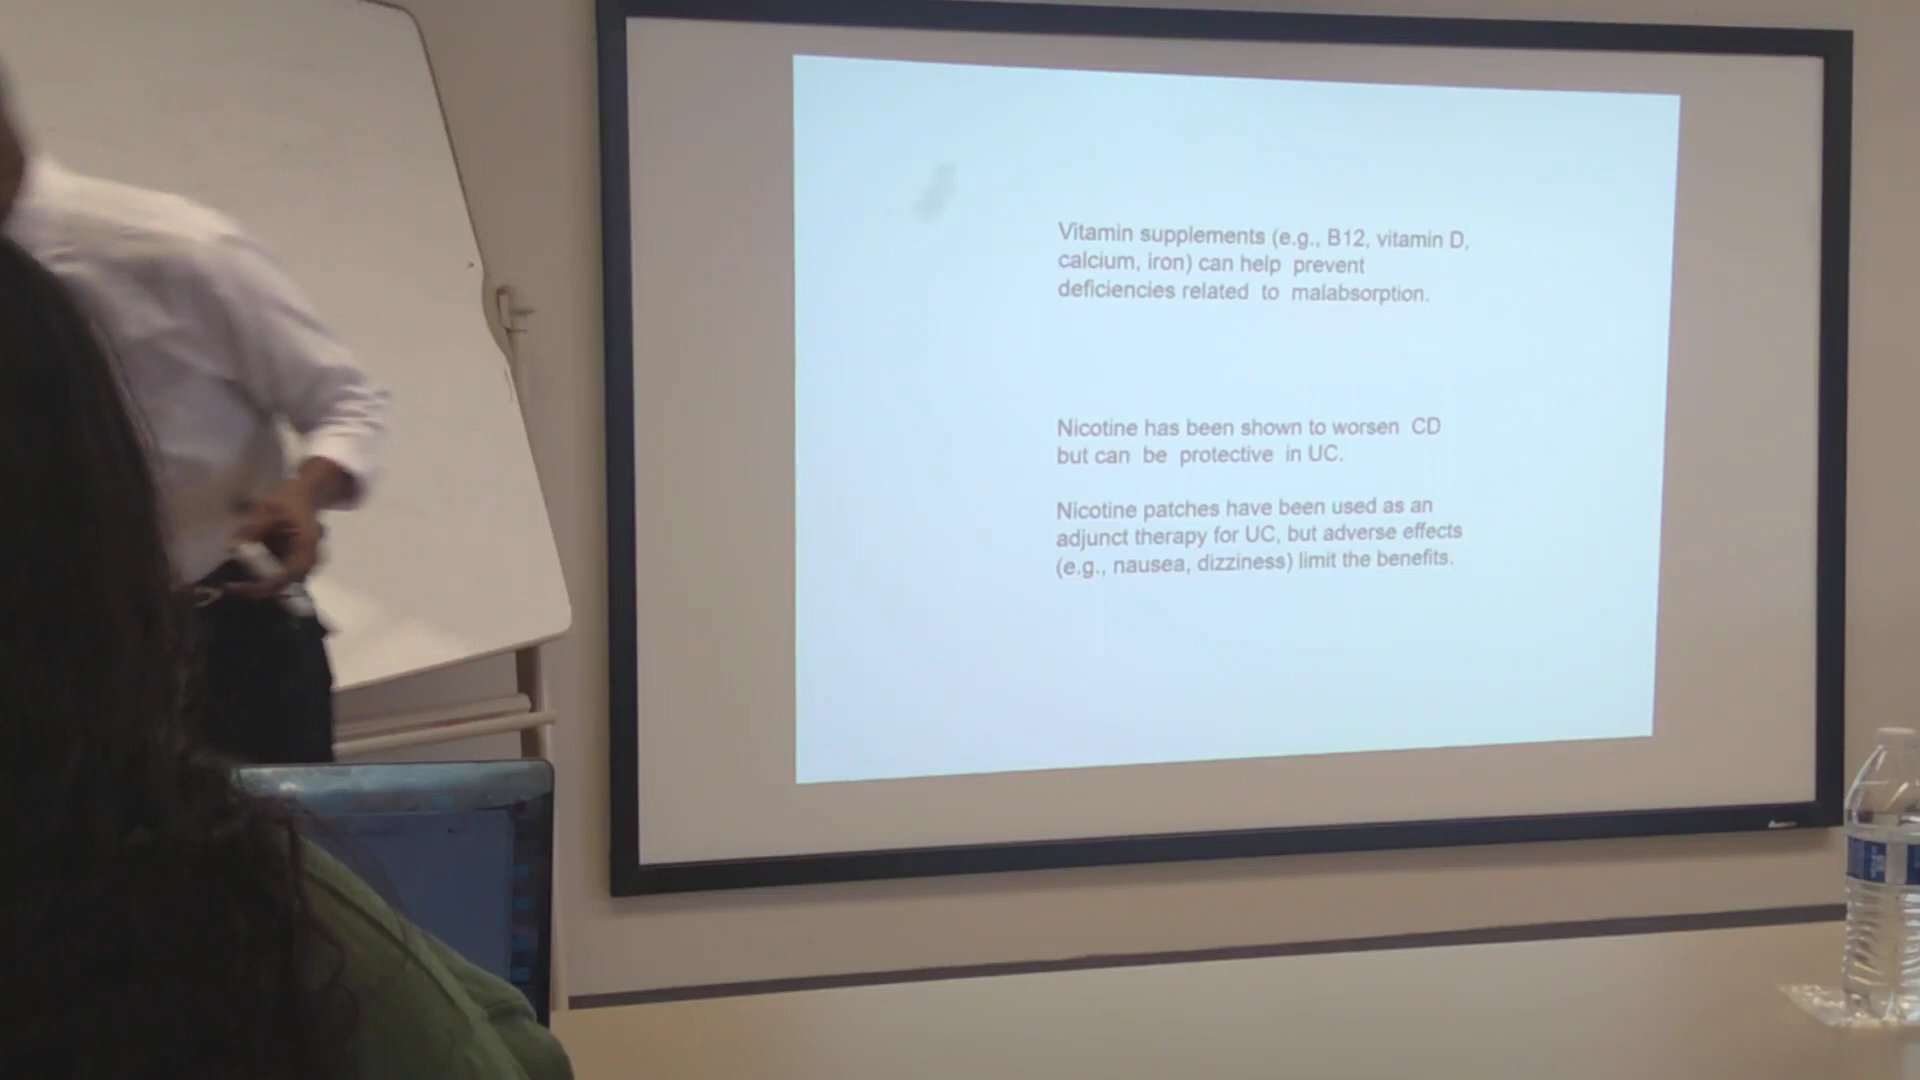 Vitamin supplements (e.g., B12, vitamin D,
calcium, iron) can help prevent
deficiencies related to malabsorption.
Nicotine has been shown to worsen CD
but can be protective in UC.
Nicotine patches have been used as an
adjunct therapy for UC, but adverse effects
(e.g., nausea, dizziness) limit the benefits.